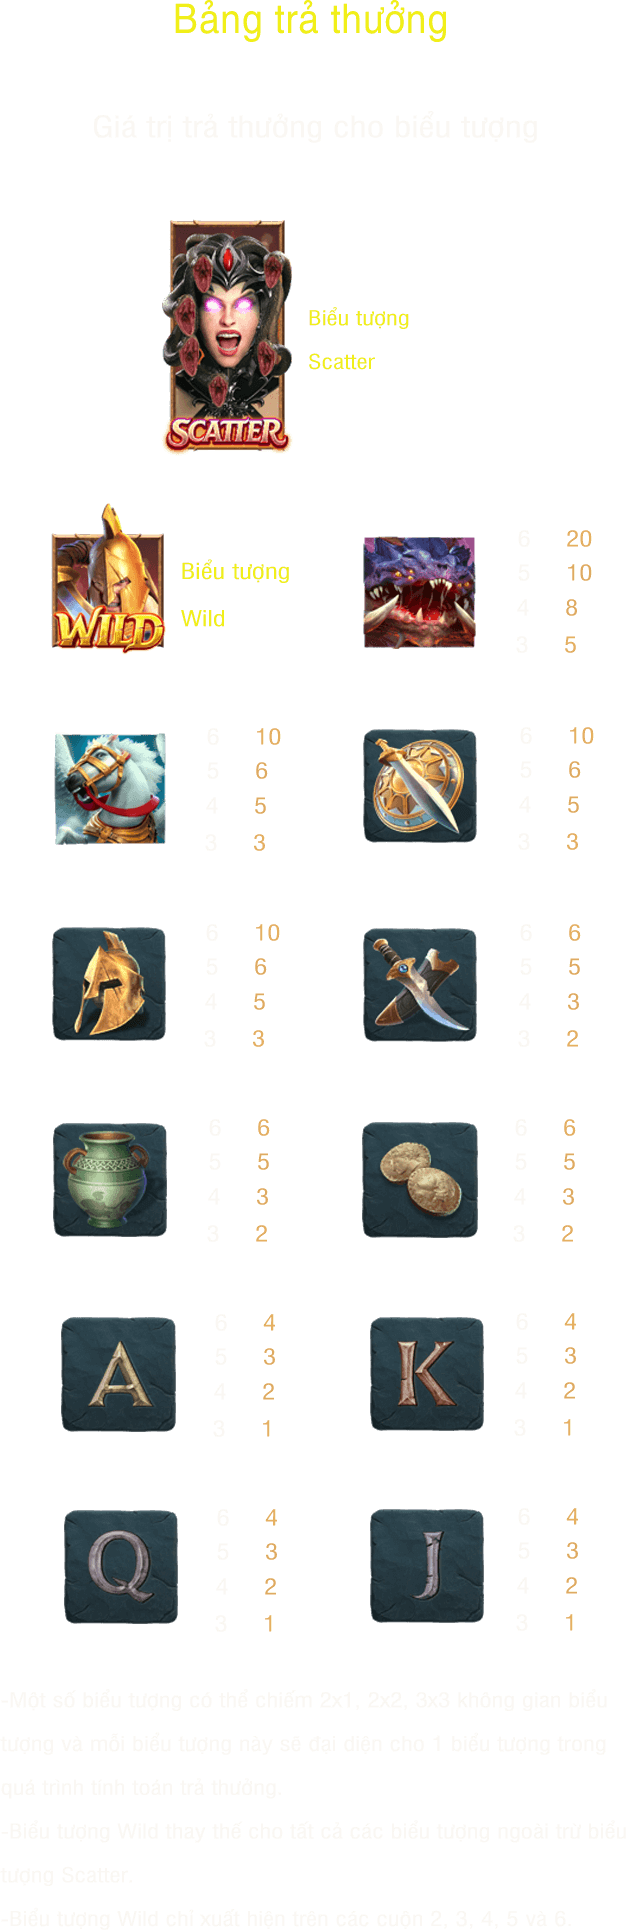 Bảng trả thưởng
Giá trị trả thưởng cho biểu tượng
SCATTER
Biểu tượng
Scatter
WILD
Biểu tượng
Wild
6 20
5 10
4 8
3 5
6 10
5 6
4 5
3 3
6 10
5 6
4 5
3 3
6 10
5 6
4 5
3 3
6 6
5 5
4 3
3 2
6 6
5 5
4 3
3 2
6 6
5 5
4 3
3 2
A
6 4
5 3
4 2
3 1
K
6 4
5 3
4 2
3 1
Q
6 4
5 3
4 2
3 1
J
6 4
5 3
4 2
3 1
-Một số biểu tượng có thể chiếm 2x1, 2x2, 3x3 không gian biểu
tượng và mỗi biểu tượng này sẽ đại diện cho 1 biểu tượng trong
quá trình tính toán trả thưởng.
-Biểu tượng Wild thay thế cho tất cả các biểu tượng ngoại trừ biểu
tượng Scatter.
-Biểu tượng Wild chỉ xuất hiện trên các cuộn 2, 3, 4, 5 và 6.